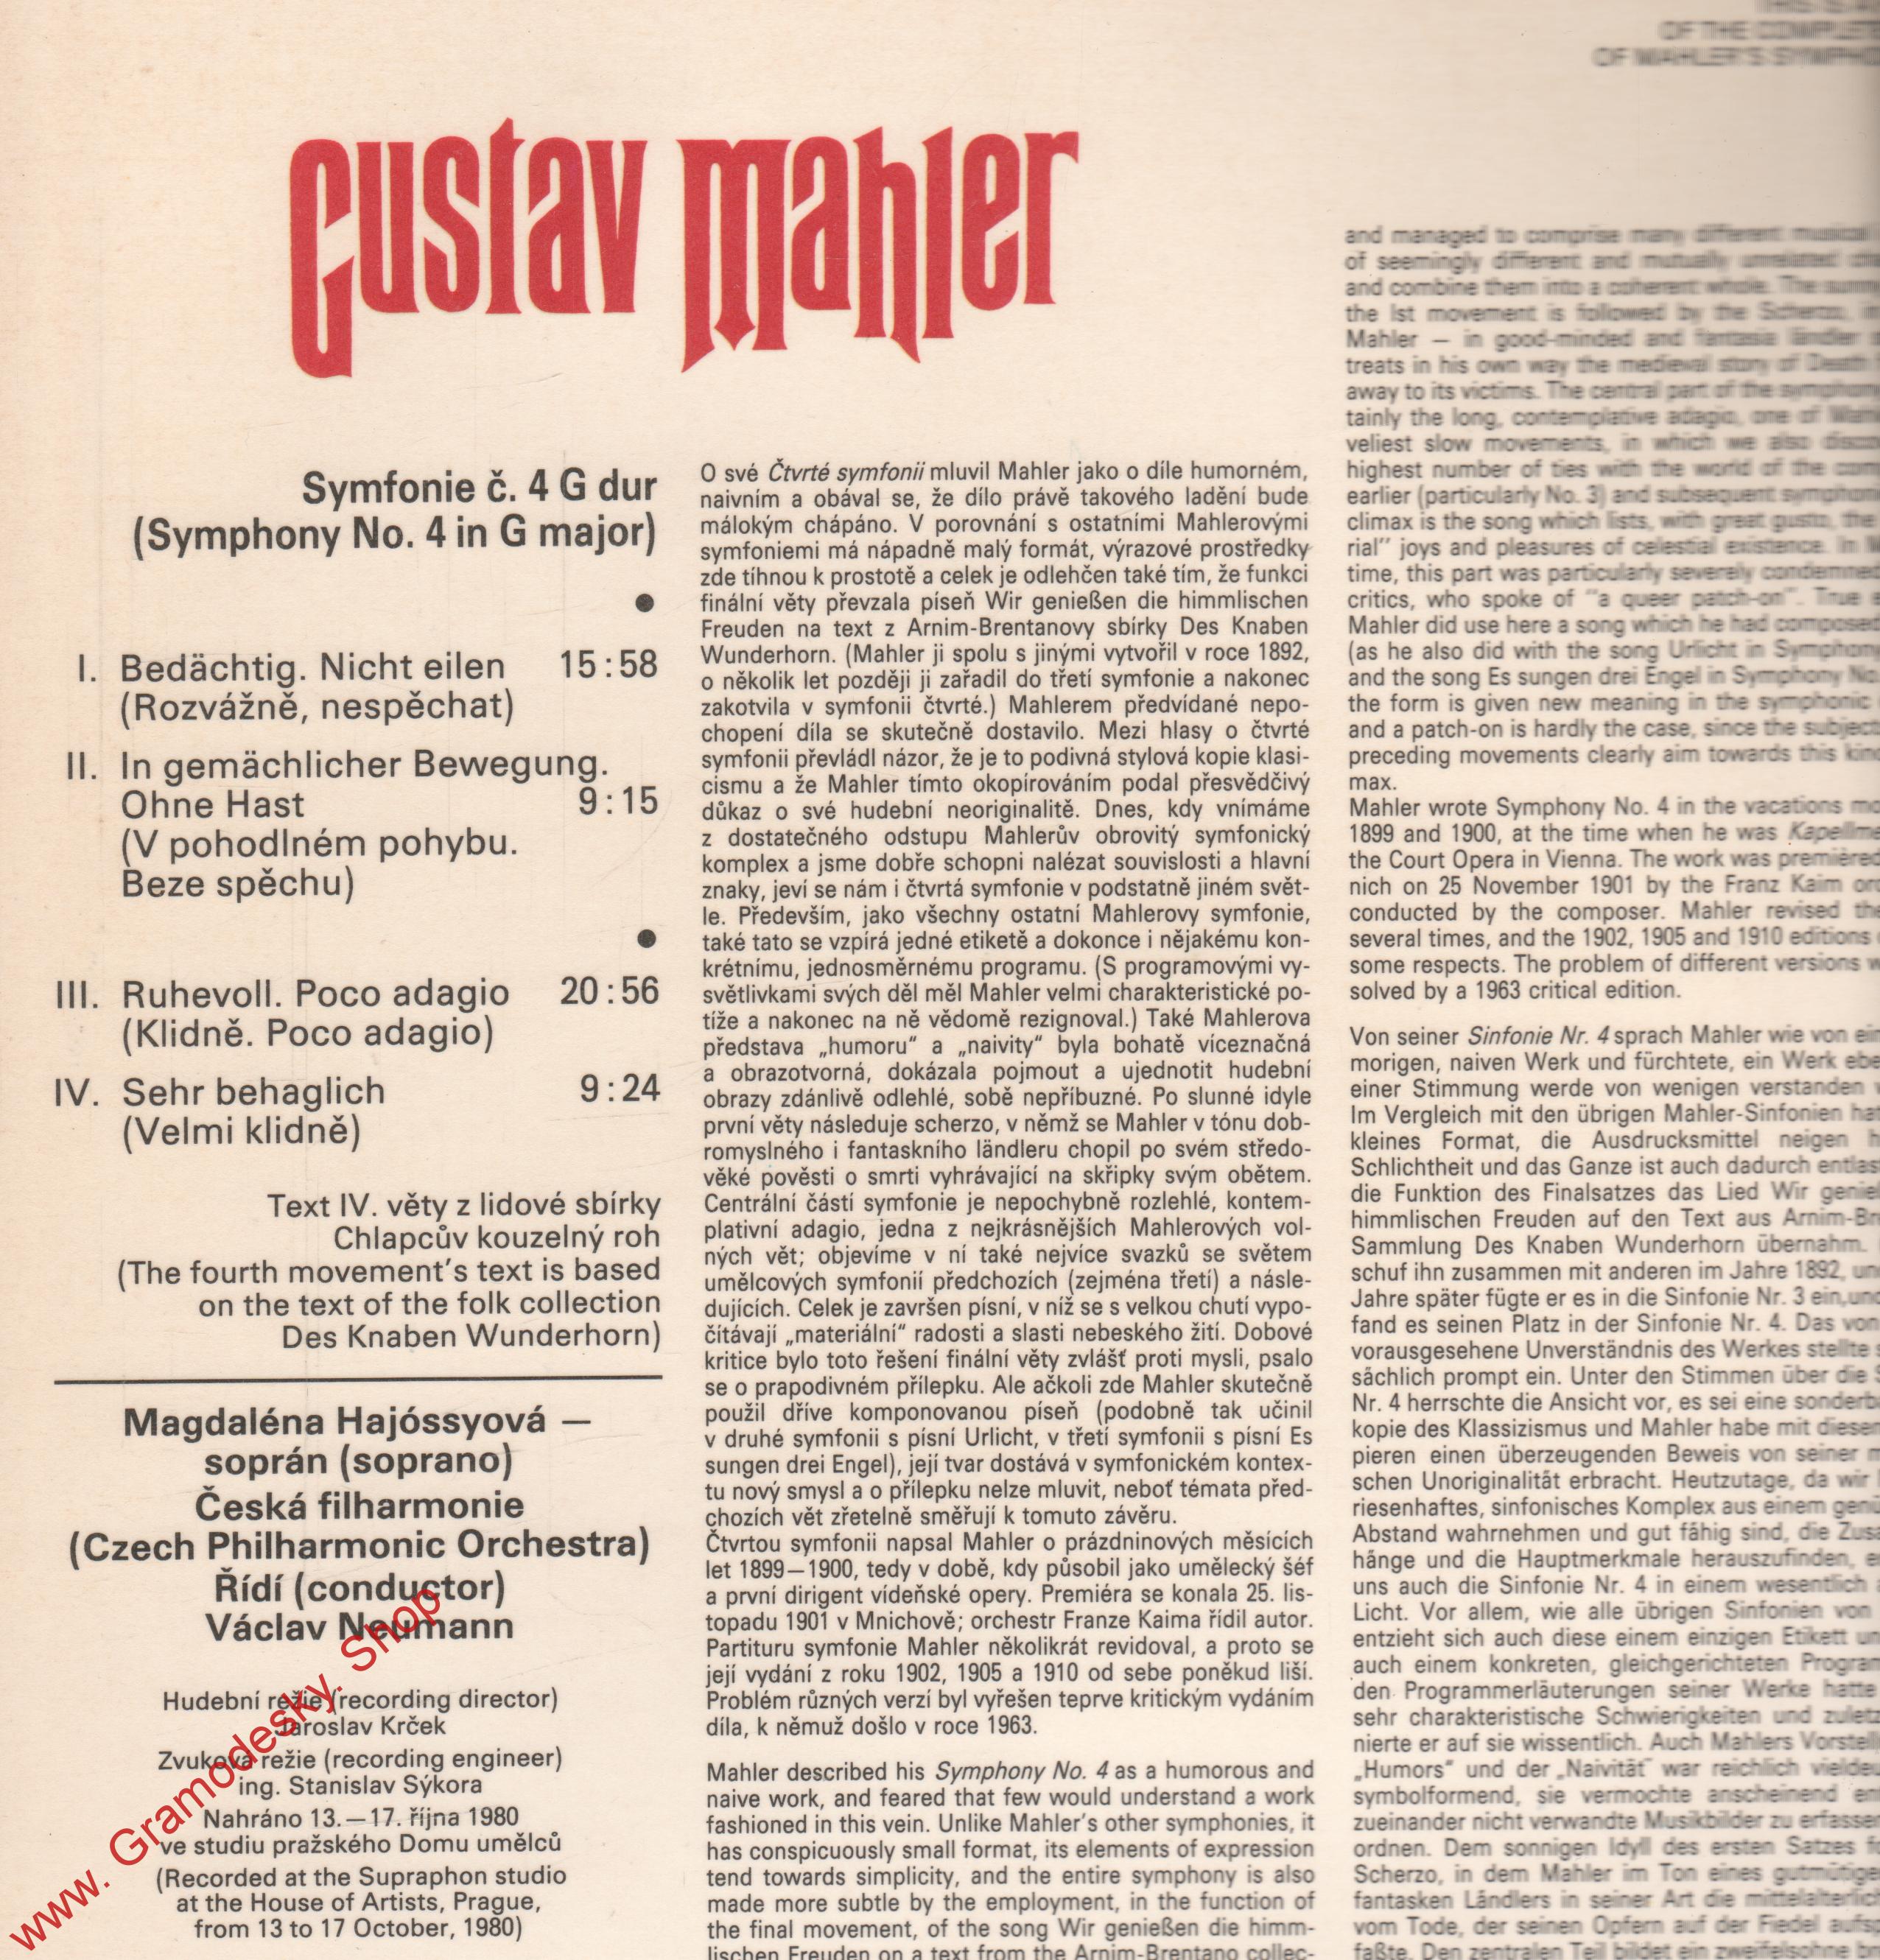 THIS IS A
OF THE COMPLETE
OF MAHLER'S SYMPHO
Gustav Mahler
Symfonie č. 4 G dur
(Symphony No. 4 in G major)
●
I. Bedächtig. Nicht eilen 15:58
(Rozvážně, nespěchat)
II. In gemächlicher Bewegung.
Ohne Hast 9:15
(V pohodlném pohybu.
Beze spěchu)
●
III. Ruhevoll. Poco adagio 20:56
(Klidně. Poco adagio)
IV. Sehr behaglich 9:24
(Velmi klidně)
Text IV. věty z lidové sbírky
Chlapcův kouzelný roh
(The fourth movement's text is based
on the text of the folk collection
Des Knaben Wunderhorn)
Magdaléna Hajóssyová —
soprán (soprano)
Česká filharmonie
(Czech Philharmonic Orchestra)
Řídí (conductor)
Václav Neumann
Hudební režie (recording director)
Jaroslav Krček
Zvuková režie (recording engineer)
ing. Stanislav Sýkora
Nahráno 13.—17. října 1980
ve studiu pražského Domu umělců
(Recorded at the Supraphon studio
at the House of Artists, Prague,
from 13 to 17 October, 1980)
www. Gramodesky. Shop
O své Čtvrté symfonii mluvil Mahler jako o díle humorném,
naivním a obával se, že dílo právě takového ladění bude
málokým chápáno. V porovnání s ostatními Mahlerovými
symfoniemi má nápadně malý formát, výrazové prostředky
zde tíhnou k prostotě a celek je odlehčen také tím, že funkci
finální věty převzala píseň Wir genießen die himmlischen
Freuden na text z Arnim-Brentanovy sbírky Des Knaben
Wunderhorn. (Mahler ji spolu s jinými vytvořil v roce 1892,
o několik let později ji zařadil do třetí symfonie a nakonec
zakotvila v symfonii čtvrté.) Mahlerem předvídané nepo-
chopení díla se skutečně dostavilo. Mezi hlasy o čtvrté
symfonii převládl názor, že je to podivná stylová kopie klasi-
cismu a že Mahler tímto okopírováním podal přesvědčivý
důkaz o své hudební neoriginalitě. Dnes, kdy vnímáme
z dostatečného odstupu Mahlerův obrovitý symfonický
komplex a jsme dobře schopni nalézat souvislosti a hlavní
znaky, jeví se nám i čtvrtá symfonie v podstatně jiném svět-
le. Především, jako všechny ostatní Mahlerovy symfonie,
také tato se vzpírá jedné etiketě a dokonce i nějakému kon-
krétnímu, jednosměrnému programu. (S programovými vy-
světlivkami svých děl měl Mahler velmi charakteristické po-
tíže a nakonec na ně vědomě rezignoval.) Také Mahlerova
představa „humoru“ a „naivity“ byla bohatě víceznačná
a obrazotvorná, dokázala pojmout a ujednotit hudební
obrazy zdánlivě odlehlé, sobě nepříbuzné. Po slunné idyle
první věty následuje scherzo, v němž se Mahler v tónu dob-
romyslného i fantaskního ländleru chopil po svém středo-
věké pověsti o smrti vyhrávající na skřipky svým obětem.
Centrální částí symfonie je nepochybně rozlehlé, kontem-
plativní adagio, jedna z nejkrásnějších Mahlerových vol-
ných vět; objevíme v ní také nejvíce svazků se světem
umělcových symfonií předchozích (zejména třetí) a násle-
dujících. Celek je završen písní, v níž se s velkou chutí vypo-
čítávají „materiální“ radosti a slasti nebeského žití. Dobové
kritice bylo toto řešení finální věty zvlášť proti mysli, psalo
se o prapodivném přílepku. Ale ačkoli zde Mahler skutečně
použil dříve komponovanou píseň (podobně tak učinil
v druhé symfonii s písní Urlicht, v třetí symfonii s písní Es
sungen drei Engel), její tvar dostává v symfonickém kontex-
tu nový smysl a o přílepku nelze mluvit, neboť témata před-
chozích vět zřetelně směřují k tomuto závěru.
Čtvrtou symfonii napsal Mahler o prázdninových měsících
let 1899—1900, tedy v době, kdy působil jako umělecký šéf
a první dirigent vídeňské opery. Premiéra se konala 25. lis-
topadu 1901 v Mnichově; orchestr Franze Kaima řídil autor.
Partituru symfonie Mahler několikrát revidoval, a proto se
její vydání z roku 1902, 1905 a 1910 od sebe poněkud liší.
Problém různých verzí byl vyřešen teprve kritickým vydáním
díla, k němuž došlo v roce 1963.
Mahler described his Symphony No. 4 as a humorous and
naive work, and feared that few would understand a work
fashioned in this vein. Unlike Mahler's other symphonies, it
has conspicuously small format, its elements of expression
tend towards simplicity, and the entire symphony is also
made more subtle by the employment, in the function of
the final movement, of the song Wir genießen die himm-
lischen Freuden on a text from the Arnim-Brentano collec-
and managed to comprise many different musical
of seemingly different and mutually unrelated
and combine them into a coherent whole. The
the Ist movement is followed by the Scherzo, in
Mahler — in good-minded and fantasia ländler
treats in his own way the medieval story of Death
away to its victims. The central part of the symphony
tainly the long, contemplative adagio, one of
veliest slow movements, in which we also
highest number of ties with the world of the
earlier (particularly No. 3) and subsequent
climax is the song which lists, with great gusto, the
rial” joys and pleasures of celestial existence. In
time, this part was particularly severely condemned
critics, who spoke of “a queer patch-on”. True
Mahler did use here a song which he had composed
(as he also did with the song Urlicht in Symphony
and the song Es sungen drei Engel in Symphony No.
the form is given new meaning in the symphonic
and a patch-on is hardly the case, since the
preceding movements clearly aim towards this
max.
Mahler wrote Symphony No. 4 in the vacations
1899 and 1900, at the time when he was Kapellme
the Court Opera in Vienna. The work was premièred
nich on 25 November 1901 by the Franz Kaim
conducted by the composer. Mahler revised the
several times, and the 1902, 1905 and 1910 editions
some respects. The problem of different versions
solved by a 1963 critical edition.
Von seiner Sinfonie Nr. 4 sprach Mahler wie von ein
morigen, naiven Werk und fürchtete, ein Werk ebe
einer Stimmung werde von wenigen verstanden
Im Vergleich mit den übrigen Mahler-Sinfonien hat
kleines Format, die Ausdrucksmittel neigen
Schlichtheit und das Ganze ist auch dadurch entlas
die Funktion des Finalsatzes das Lied Wir genie
himmlischen Freuden auf den Text aus Arnim-Br
Sammlung Des Knaben Wunderhorn übernahm.
schuf ihn zusammen mit anderen im Jahre 1892, un
Jahre später fügte er es in die Sinfonie Nr. 3 ein,und
fand es seinen Platz in der Sinfonie Nr. 4. Das von
vorausgesehene Unverständnis des Werkes stellte
sächlich prompt ein. Unter den Stimmen über die S
Nr. 4 herrschte die Ansicht vor, es sei eine sonderb
kopie des Klassizismus und Mahler habe mit diesem
pieren einen überzeugenden Beweis von seiner
schen Unoriginalität erbracht. Heutzutage, da wir
riesenhaftes, sinfonisches Komplex aus einem genü
Abstand wahrnehmen und gut fähig sind, die Zusa
hänge und die Hauptmerkmale herauszufinden,
uns auch die Sinfonie Nr. 4 in einem wesentlich
Licht. Vor allem, wie alle übrigen Sinfonien von
entzieht sich auch diese einem einzigen Etikett un
auch einem konkreten, gleichgerichteten Program
den Programmerläuterungen seiner Werke hatte
sehr charakteristische Schwierigkeiten und zuletz
nierte er auf sie wissentlich. Auch Mahlers Vorstell
„Humors“ und der „Naivität“ war reichlich vieldeu
symbolformend, sie vermochte anscheinend
zueinander nicht verwandte Musikbilder zu erfassen
ordnen. Dem sonnigen Idyll des ersten Satzes
Scherzo, in dem Mahler im Ton eines gutmütige
fantasken Ländlers in seiner Art die mittelalterlich
vom Tode, der seinen Opfern auf der Fiedel aufsp
faßte. Den zentralen Teil bildet ein zweifelsohne